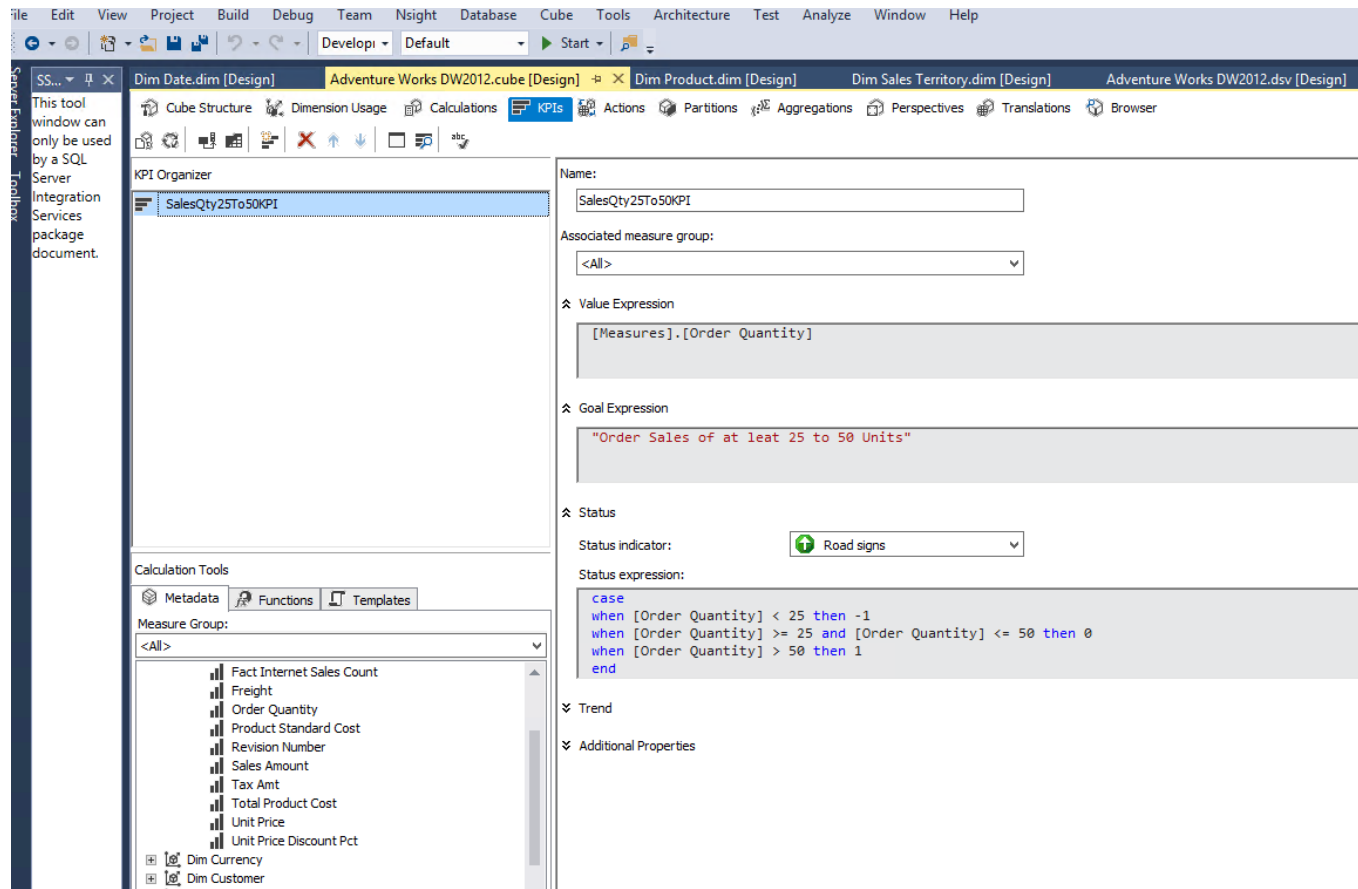 File Edit View Project Build Debug Team Nsight Database Cube Tools Architecture Test Analyze Window Help
Develop Default Start
Server Explorer Toolbox
SS...
This tool
window can
only be used
by a SQL
Server
Integration
Services
package
document.
Dim Date.dim [Design] Adventure Works DW2012.cube [Design] Dim Product.dim [Design] Dim Sales Territory.dim [Design] Adventure Works DW2012.dsv [Design]
Cube Structure Dimension Usage Calculations KPIs Actions Partitions Aggregations Perspectives Translations Browser
abc
KPI Organizer
SalesQty25To50KPI
Calculation Tools
Metadata Functions Templates
Measure Group:
<All>
Fact Internet Sales Count
Freight
Order Quantity
Product Standard Cost
Revision Number
Sales Amount
Tax Amt
Total Product Cost
Unit Price
Unit Price Discount Pct
Dim Currency
Dim Customer
Name:
SalesQty25To50KPI
Associated measure group:
<All>
Value Expression
[Measures].[Order Quantity]
Goal Expression
"Order Sales of at leat 25 to 50 Units"
Status
Status indicator: Road signs
Status expression:
case
when [Order Quantity] < 25 then -1
when [Order Quantity] >= 25 and [Order Quantity] <= 50 then 0
when [Order Quantity] > 50 then 1
end
Trend
Additional Properties